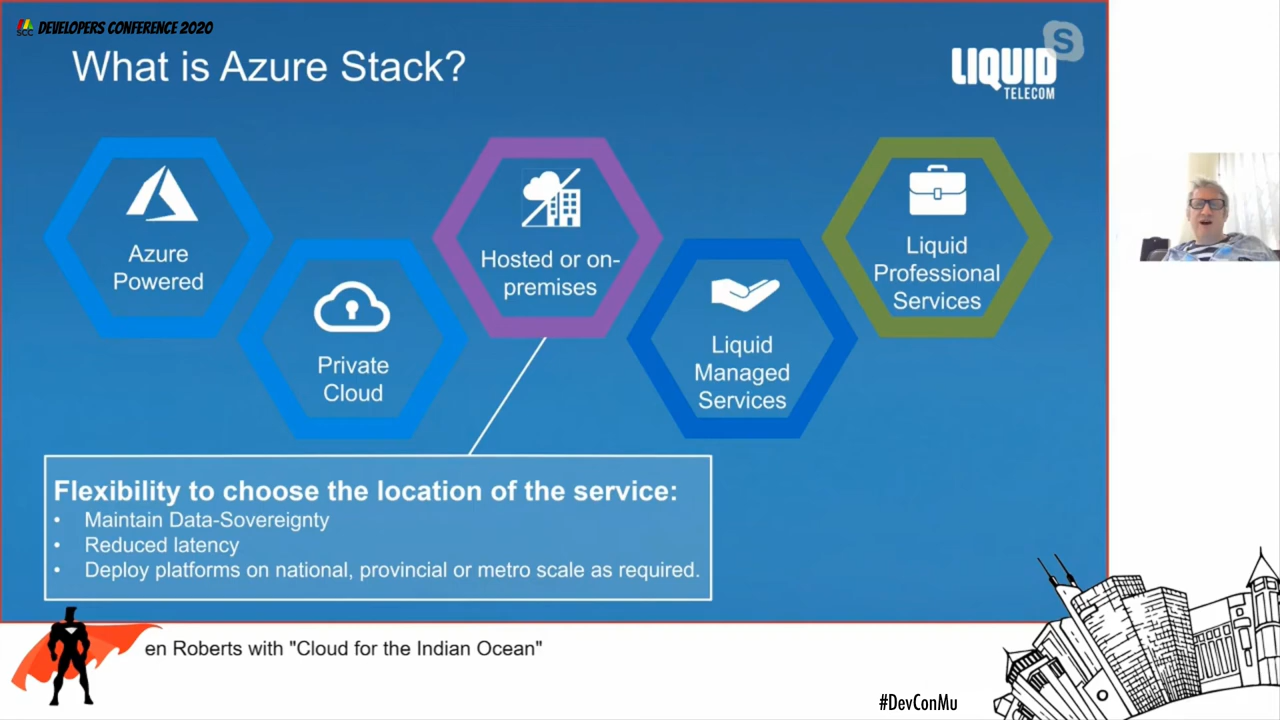 SCC DEVELOPERS CONFERENCE 2020
What is Azure Stack?
S
LIQUID
TELECOM
Azure
Powered
Private
Cloud
Hosted or on-
premises
Liquid
Managed
Services
Liquid
Professional
Services
Flexibility to choose the location of the service:
• Maintain Data-Sovereignty
• Reduced latency
• Deploy platforms on national, provincial or metro scale as required.
en Roberts with "Cloud for the Indian Ocean"
#DevConMu